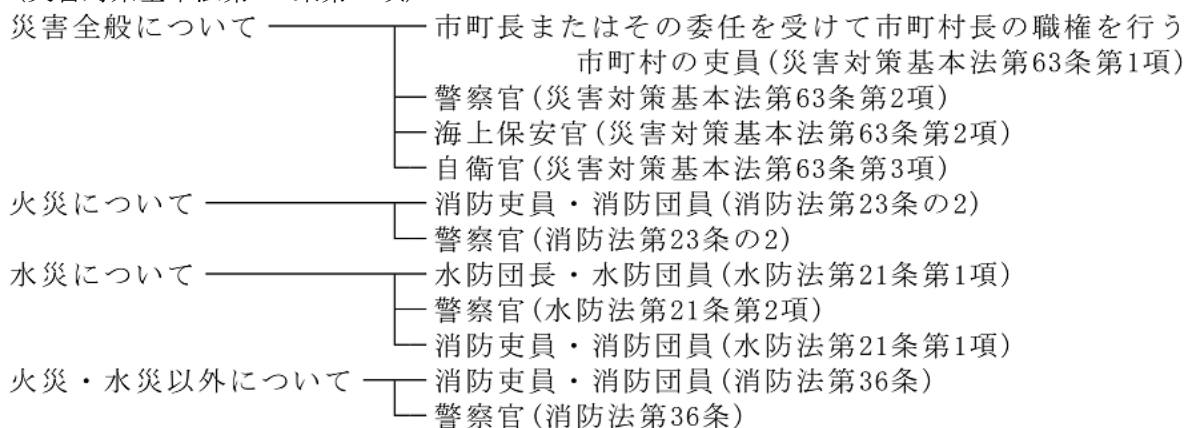 災害全般について 市町長またはその委任を受けて市町村長の職権を行う
市町村の吏員(災害対策基本法第63条第1項)
警察官(災害対策基本法第63条第2項)
海上保安官(災害対策基本法第63条第2項)
自衛官(災害対策基本法第63条第3項)
火災について 消防吏員・消防団員(消防法第23条の2)
警察官(消防法第23条の2)
水災について 水防団長・水防団員(水防法第21条第1項)
警察官(水防法第21条第2項)
消防吏員・消防団員(水防法第21条第1項)
火災・水災以外について 消防吏員・消防団員(消防法第36条)
警察官(消防法第36条)